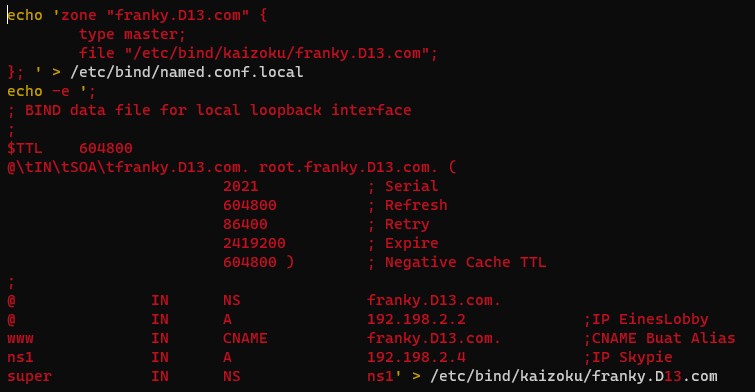 echo 'zone "franky.D13.com" {
        type master;
        file "/etc/bind/kaizoku/franky.D13.com";
}; ' > /etc/bind/named.conf.local
echo -e ';
; BIND data file for local loopback interface
;
$TTL    604800
@\tIN\tSOA\tfranky.D13.com. root.franky.D13.com. (
                        2021            ; Serial
                        604800          ; Refresh
                        86400           ; Retry
                        2419200         ; Expire
                        604800 )        ; Negative Cache TTL
;
@               IN      NS              franky.D13.com.
@               IN      A               192.198.2.2             ;IP EinesLobby
www             IN      CNAME           franky.D13.com.         ;CNAME Buat Alias
ns1             IN      A               192.198.2.4             ;IP Skypie
super           IN      NS              ns1' > /etc/bind/kaizoku/franky.D13.com